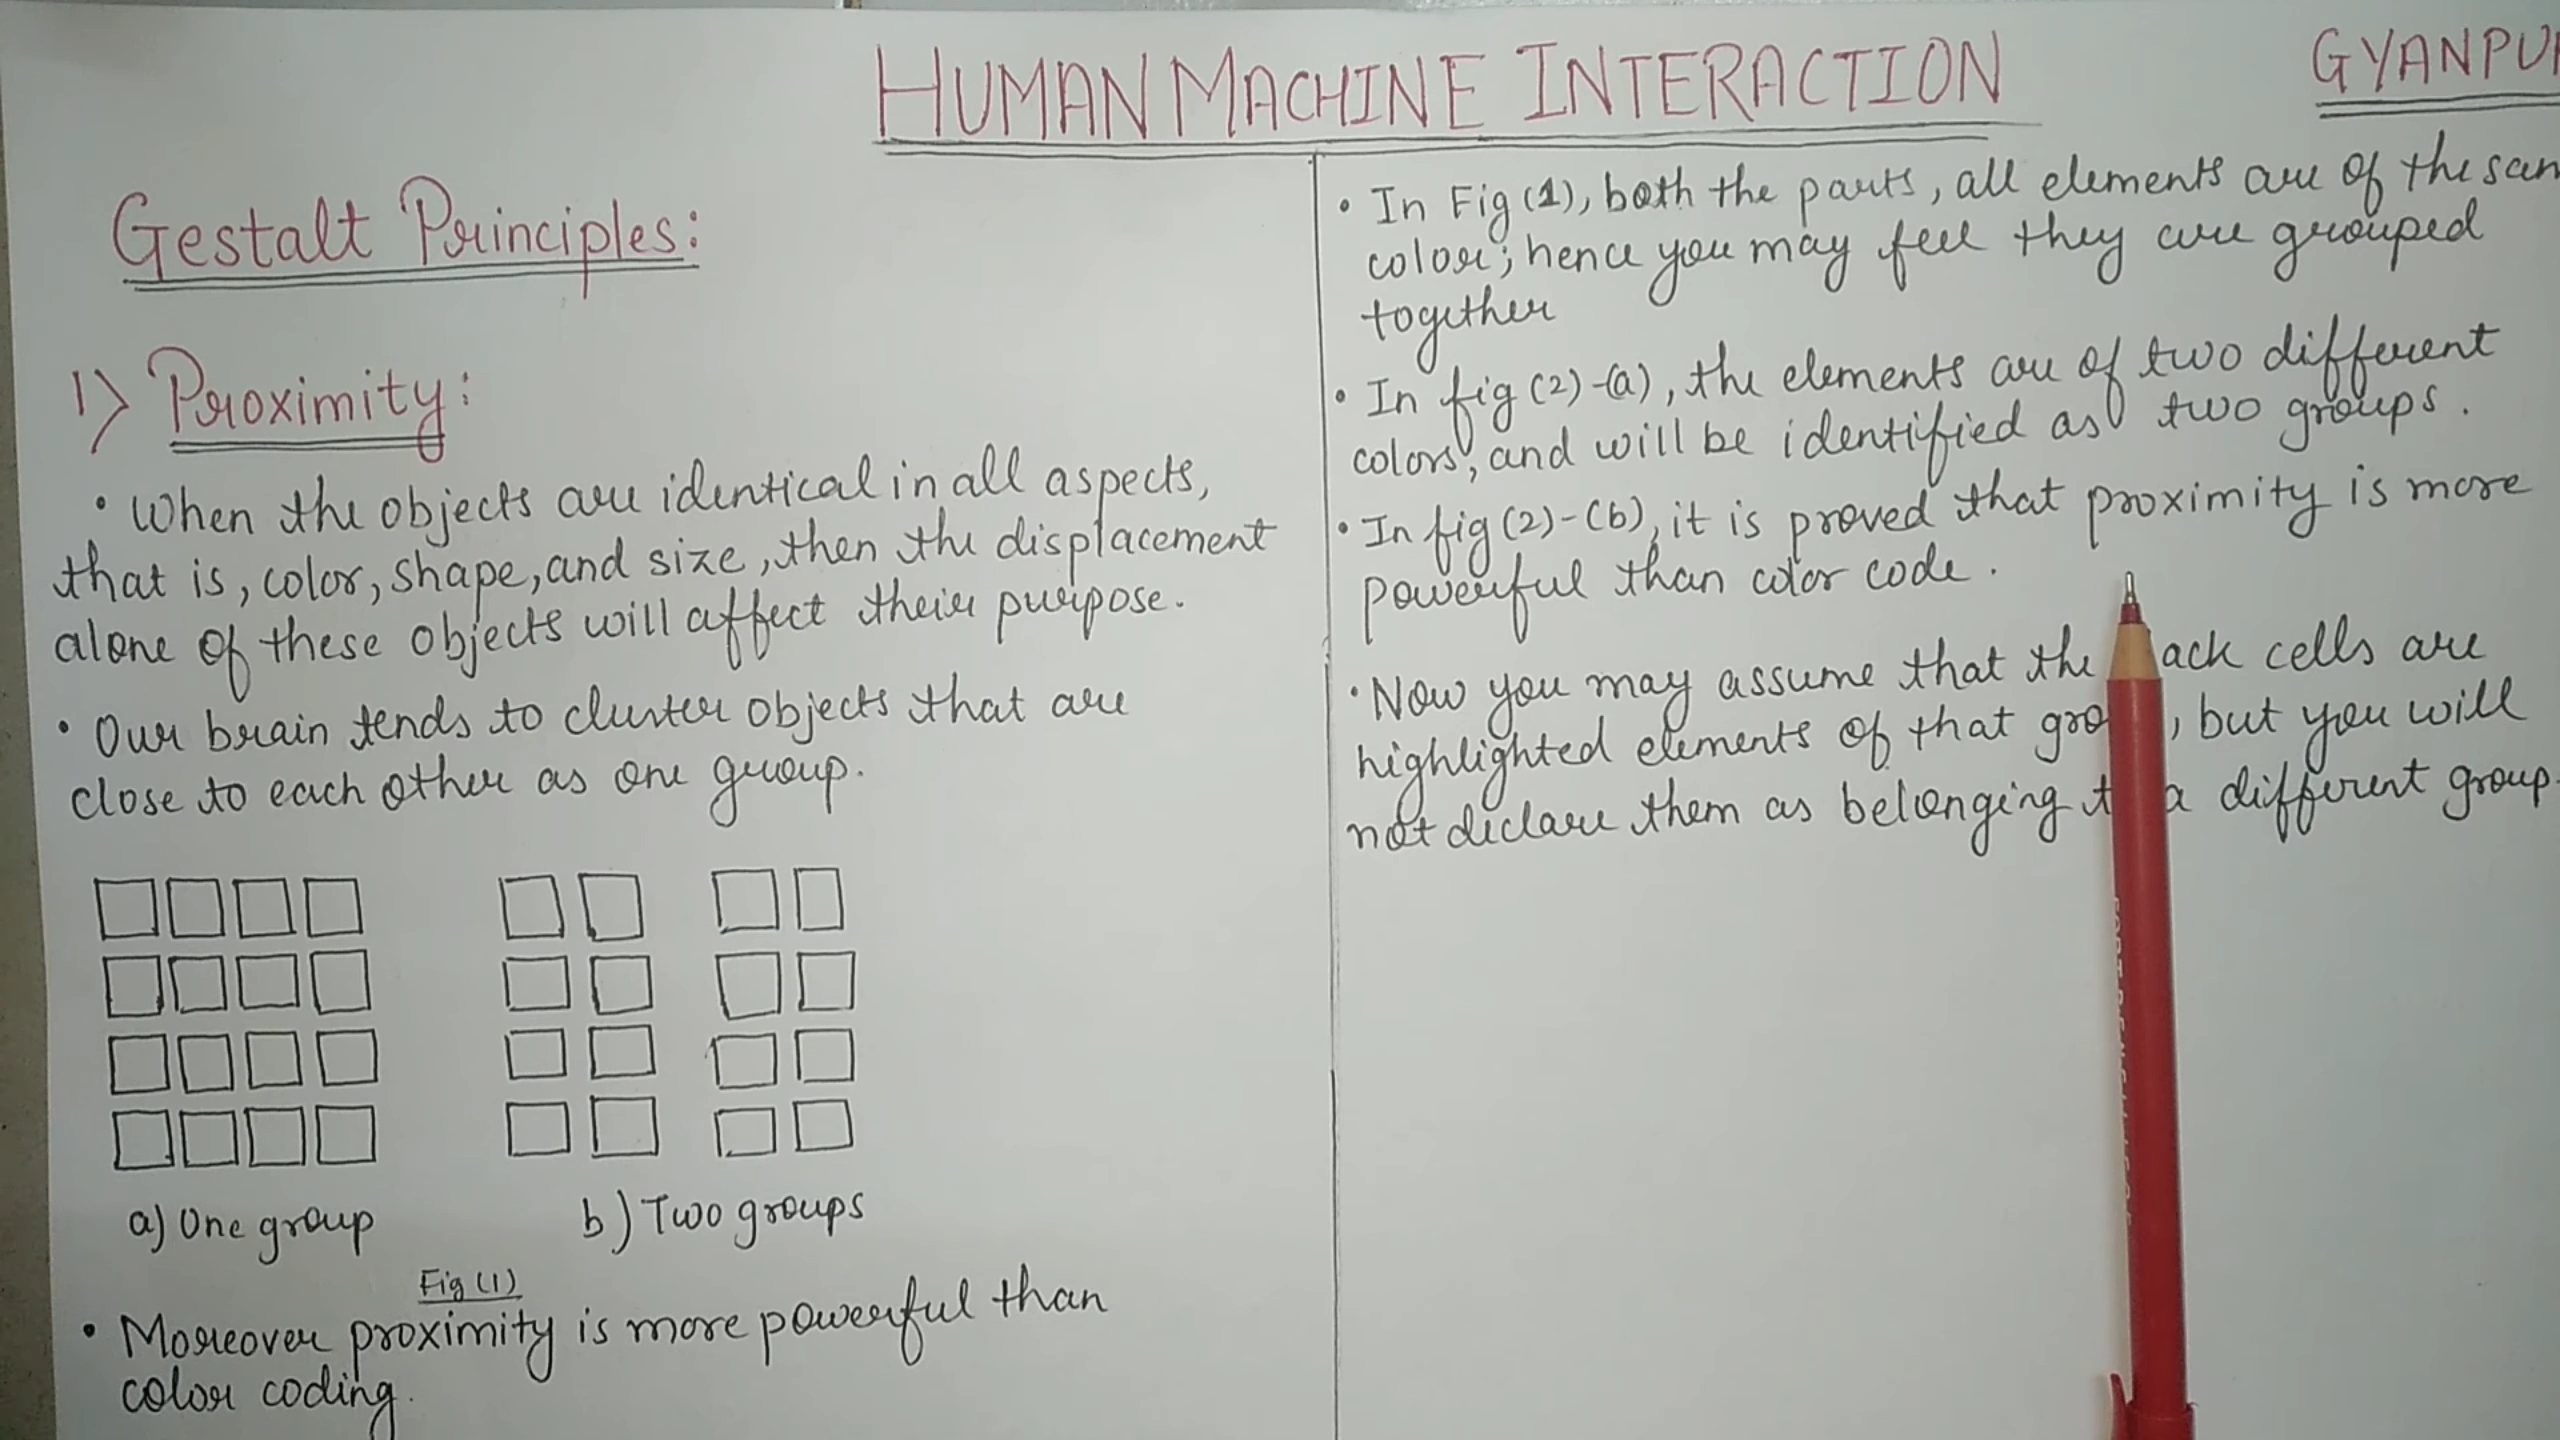 HUMAN MACHINE INTERACTION
Gestalt Principles:
1) Proximity:
• When the objects are identical in all aspects,
that is, color, shape, and size, then the displacement
alone of these objects will affect their purpose.
• Our brain tends to cluster objects that are
close to each other as one group.
a) One group
b) Two groups
Fig (1)
• Moreover proximity is more powerful than
color coding.
• In Fig (1), both the parts, all elements are of the
color; hence you may feel they are grouped
together
• In fig (2)-(a), the elements are of two different
colors, and will be identified as two groups.
• In fig (2)-(b), it is proved that proximity is more
powerful than color code.
• Now you may assume that the cells are
highlighted elements of that , but you will
not declare them as belonging a different group.